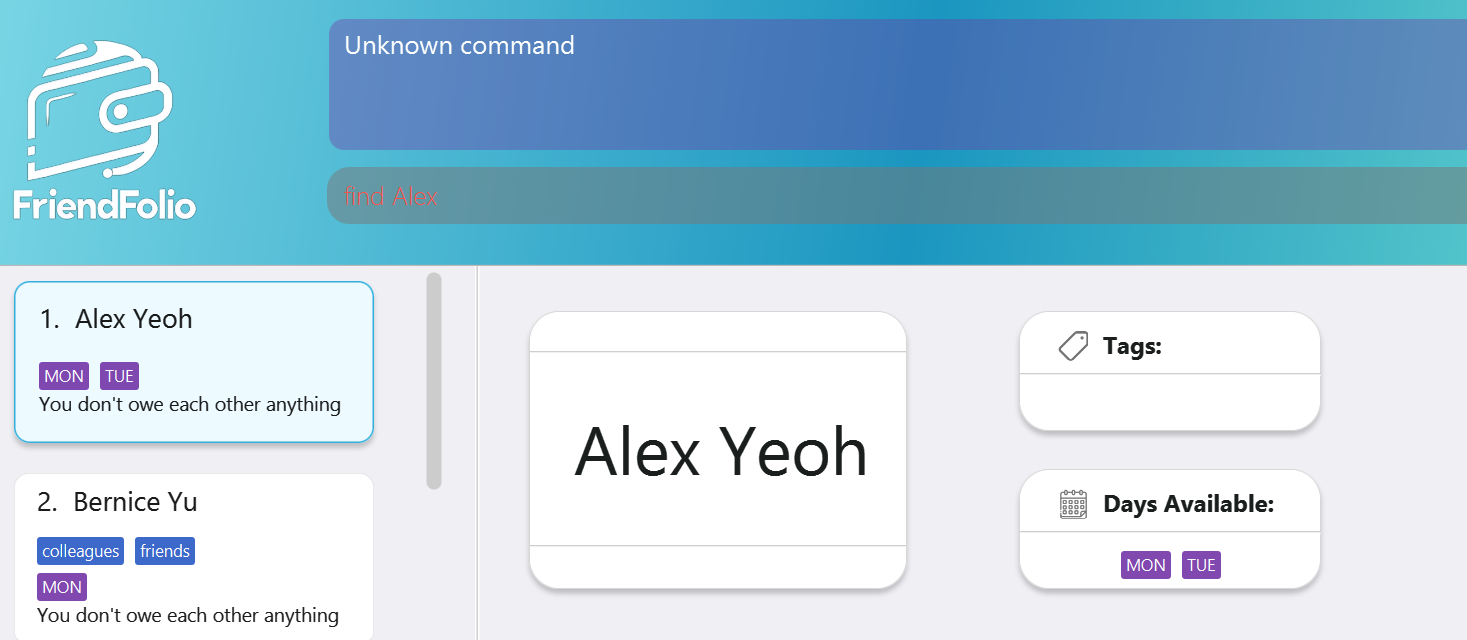 FriendFolio
Unknown command
find Alex
1. Alex Yeoh
MON TUE
You don't owe each other anything
2. Bernice Yu
colleagues friends
MON
You don't owe each other anything
Alex Yeoh
Tags:
Days Available:
MON TUE